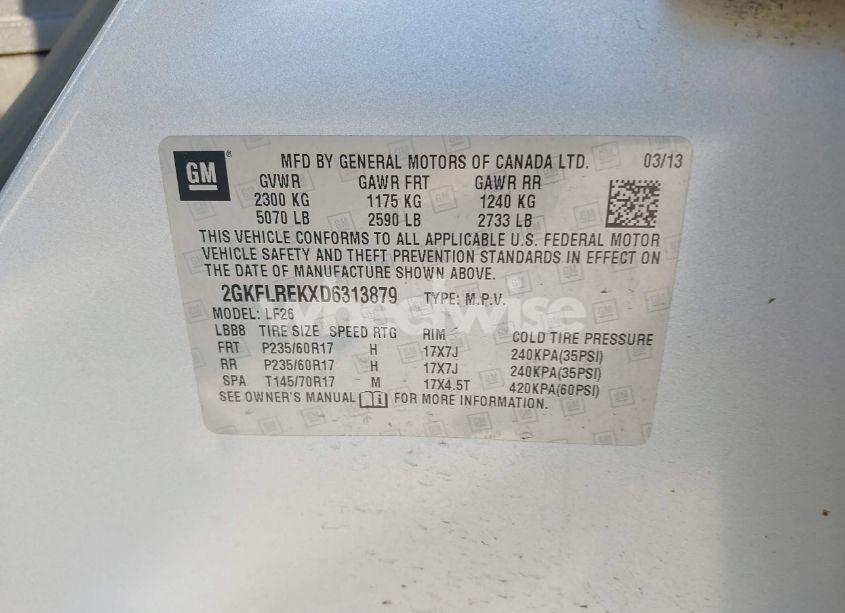 GM ® MFD BY GENERAL MOTORS OF CANADA LTD. 03/13
GVWR GAWR FRT GAWR RR
2300 KG 1175 KG 1240 KG
5070 LB 2590 LB 2733 LB
THIS VEHICLE CONFORMS TO ALL APPLICABLE U.S. FEDERAL MOTOR
VEHICLE SAFETY AND THEFT PREVENTION STANDARDS IN EFFECT ON
THE DATE OF MANUFACTURE SHOWN ABOVE.
2GKFLREKXD6313879 TYPE: M.P.V.
MODEL: LF26
wheelwise
LBB8 TIRE SIZE SPEED RTG RIM COLD TIRE PRESSURE
FRT P235/60R17 H 17X7J 240KPA(35PSI)
RR P235/60R17 H 17X7J 240KPA(35PSI)
SPA T145/70R17 M 17X4.5T 420KPA(60PSI)
SEE OWNER'S MANUAL FOR MORE INFORMATION.